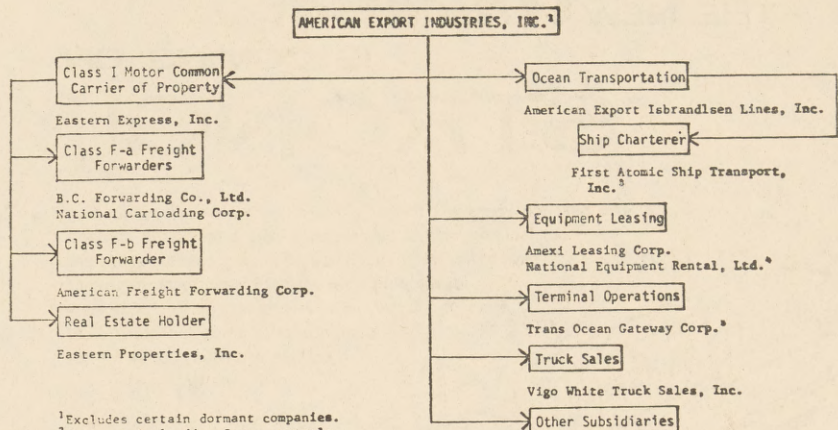 AMERICAN EXPORT INDUSTRIES, INC.¹
Class I Motor Common
Carrier of Property
Eastern Express, Inc.
Class F-a Freight
Forwarders
B.C. Forwarding Co., Ltd.
National Carloading Corp.
Class F-b Freight
Forwarder
American Freight Forwarding Corp.
Real Estate Holder
Eastern Properties, Inc.
Ocean Transportation
American Export Isbrandlsen Lines, Inc.
Ship Charterer
First Atomic Ship Transport,
Inc.³
Equipment Leasing
Amexi Leasing Corp.
National Equipment Rental, Ltd.⁴
Terminal Operations
Trans Ocean Gateway Corp.⁵
Truck Sales
Vigo White Truck Sales, Inc.
Other Subsidiaries
¹Excludes certain dormant companies.